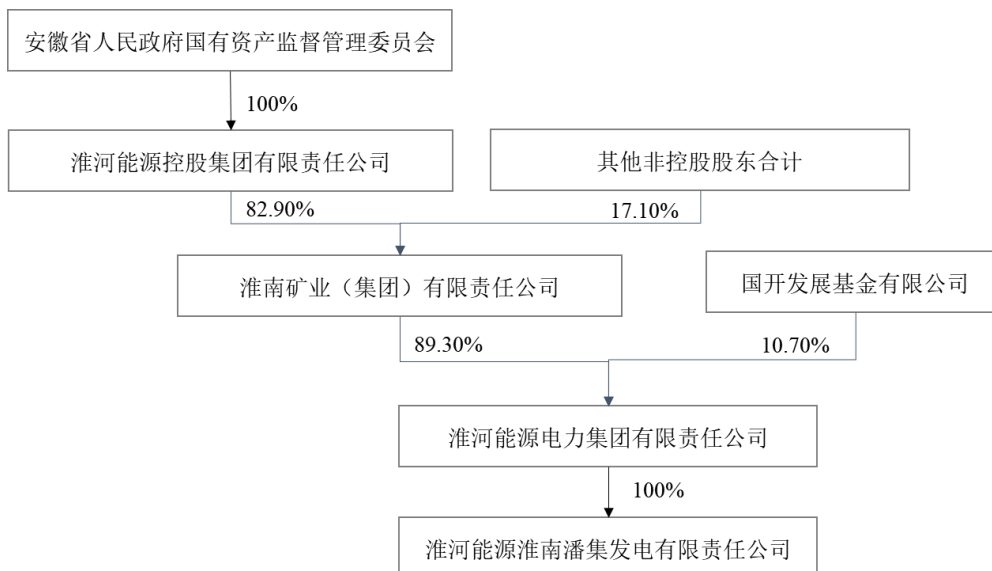 安徽省人民政府国有资产监督管理委员会
100%
淮河能源控股集团有限责任公司
其他非控股股东合计
82.90%
17.10%
淮南矿业（集团）有限责任公司
国开发展基金有限公司
89.30%
10.70%
淮河能源电力集团有限责任公司
100%
淮河能源淮南潘集发电有限责任公司